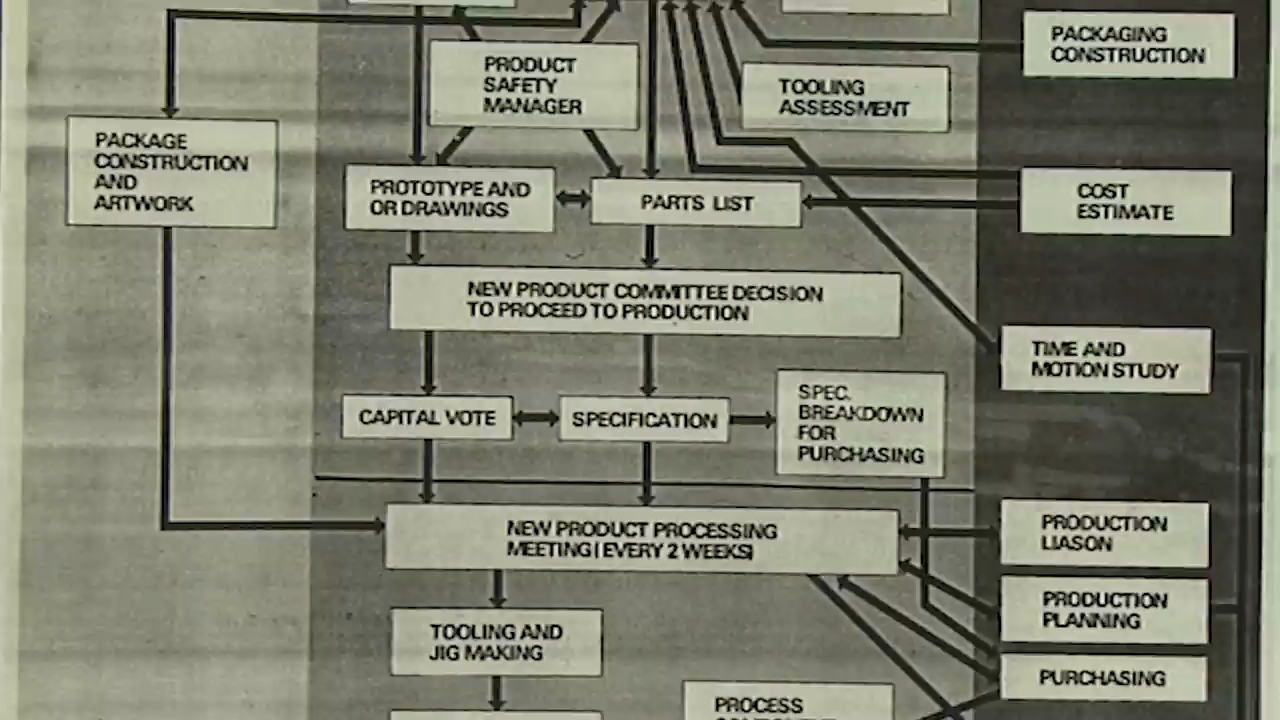 PACKAGING
CONSTRUCTION
PRODUCT
SAFETY
MANAGER
TOOLING
ASSESSMENT
PACKAGE
CONSTRUCTION
AND
ARTWORK
PROTOTYPE AND
OR DRAWINGS
PARTS LIST
COST
ESTIMATE
NEW PRODUCT COMMITTEE DECISION
TO PROCEED TO PRODUCTION
TIME AND
MOTION STUDY
CAPITAL VOTE
SPECIFICATION
SPEC.
BREAKDOWN
FOR
PURCHASING
NEW PRODUCT PROCESSING
MEETING (EVERY 2 WEEKS)
PRODUCTION
LIASON
PRODUCTION
PLANNING
TOOLING AND
JIG MAKING
PURCHASING
PROCESS